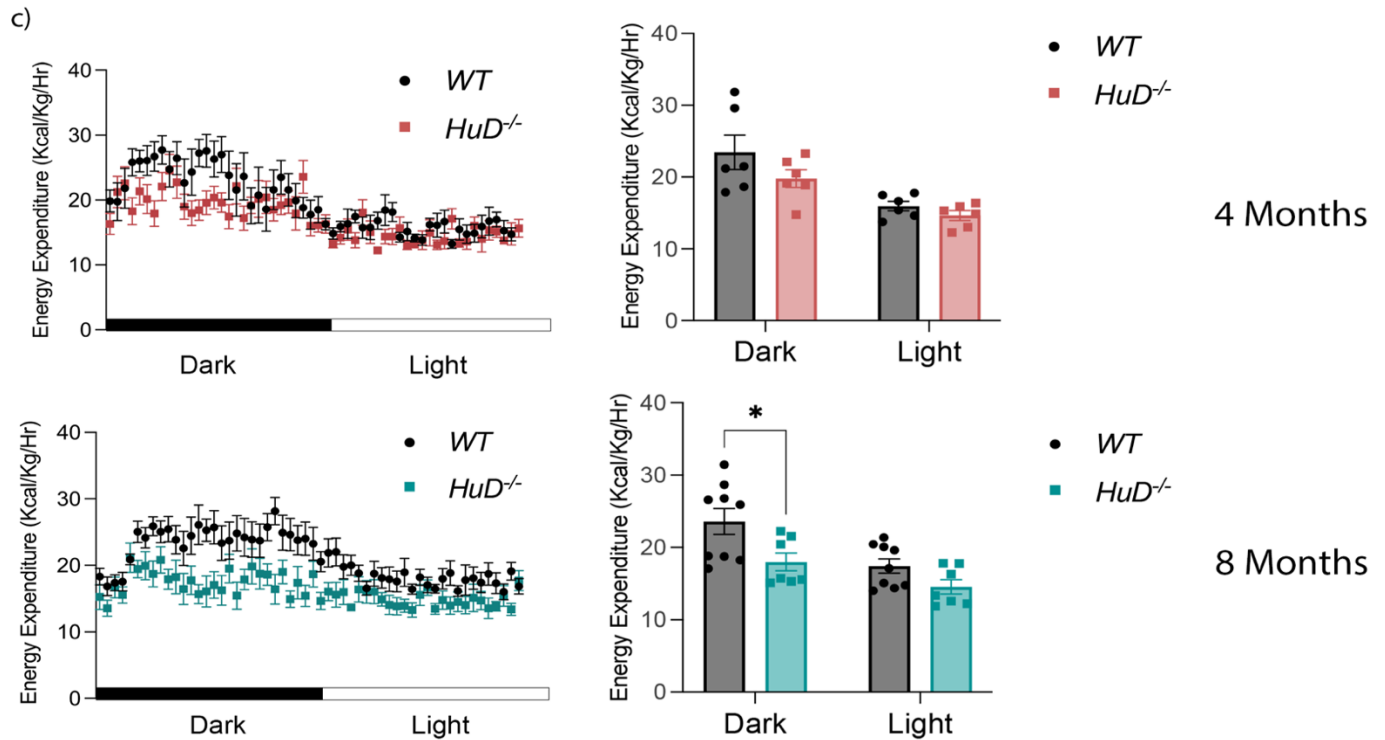 c)
Energy Expenditure (Kcal/Kg/Hr)
40
30
20
10
0
WT
HuD-/-
Dark
Light
Energy Expenditure (Kcal/Kg/Hr)
40
30
20
10
0
Dark
Light
WT
HuD-/-
4 Months
Energy Expenditure (Kcal/Kg/Hr)
40
30
20
10
0
WT
HuD-/-
Dark
Light
Energy Expenditure (Kcal/Kg/Hr)
40
30
20
10
0
*
Dark
Light
WT
HuD-/-
8 Months